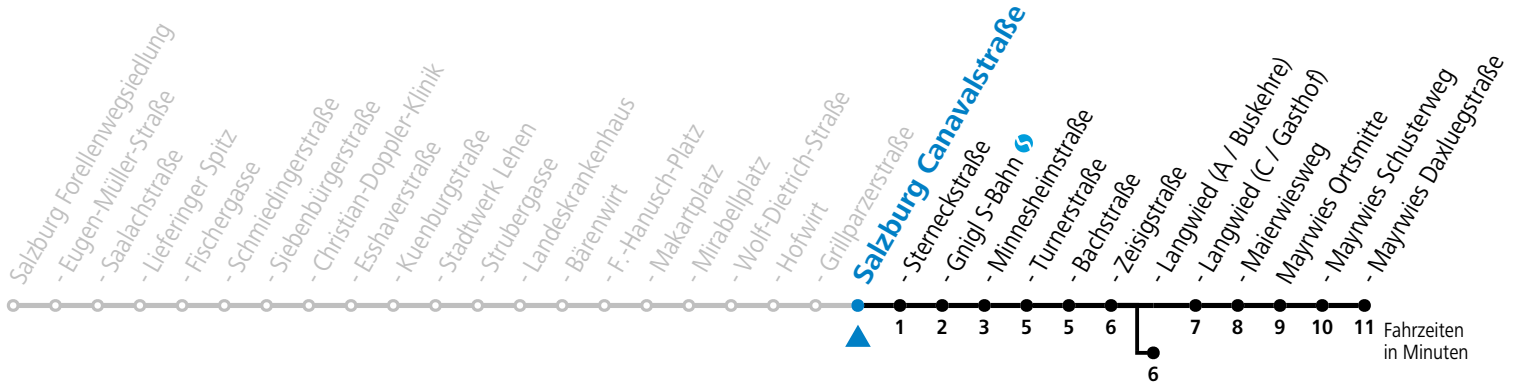 Salzburg Forellenwegsiedlung
- Eugen-Müller-Straße
- Saalachstraße
- Lieferinger Spitz
- Fischergasse
- Schmiedingerstraße
- Siebenbürgerstraße
- Christian-Doppler-Klinik
- Esshaverstraße
- Kuenburgstraße
- Stadtwerk Lehen
- Strubergasse
- Landeskrankenhaus
- Bärenwirt
- F.-Hanusch-Platz
- Makartplatz
- Mirabellplatz
- Wolf-Dietrich-Straße
- Hofwirt
- Grillparzerstraße
Salzburg Canavalstraße
- Sterneckstraße
- Gnigl S-Bahn
- Minnesheimstraße
- Turnerstraße
- Bachstraße
- Zeisigstraße
- Langwied (A / Buskehre)
- Langwied (C / Gasthof)
- Maierwiesweg
Mayrwies Ortsmitte
- Mayrwies Schusterweg
- Mayrwies Daxluegstraße
1 2 3 5 5 6 7 8 9 10 11
Fahrzeiten
in Minuten
6